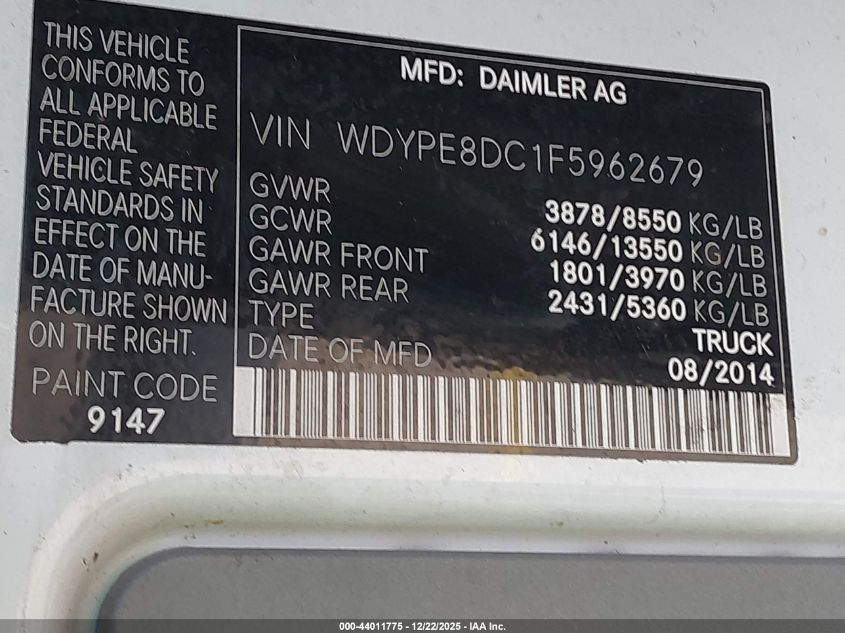 THIS VEHICLE
CONFORMS TO
ALL APPLICABLE
FEDERAL
VEHICLE SAFETY
STANDARDS IN
EFFECT ON THE
DATE OF MANU-
FACTURE SHOWN
ON THE RIGHT.
PAINT CODE
9147
MFD: DAIMLER AG
VIN WDYPE8DC1F5962679
GVWR 3878/8550 KG/LB
GCWR 6146/13550 KG/LB
GAWR FRONT 1801/3970 KG/LB
GAWR REAR 2431/5360 KG/LB
TYPE TRUCK
DATE OF MFD 08/2014
000-44011775 - 12/22/2025 - IAA Inc.